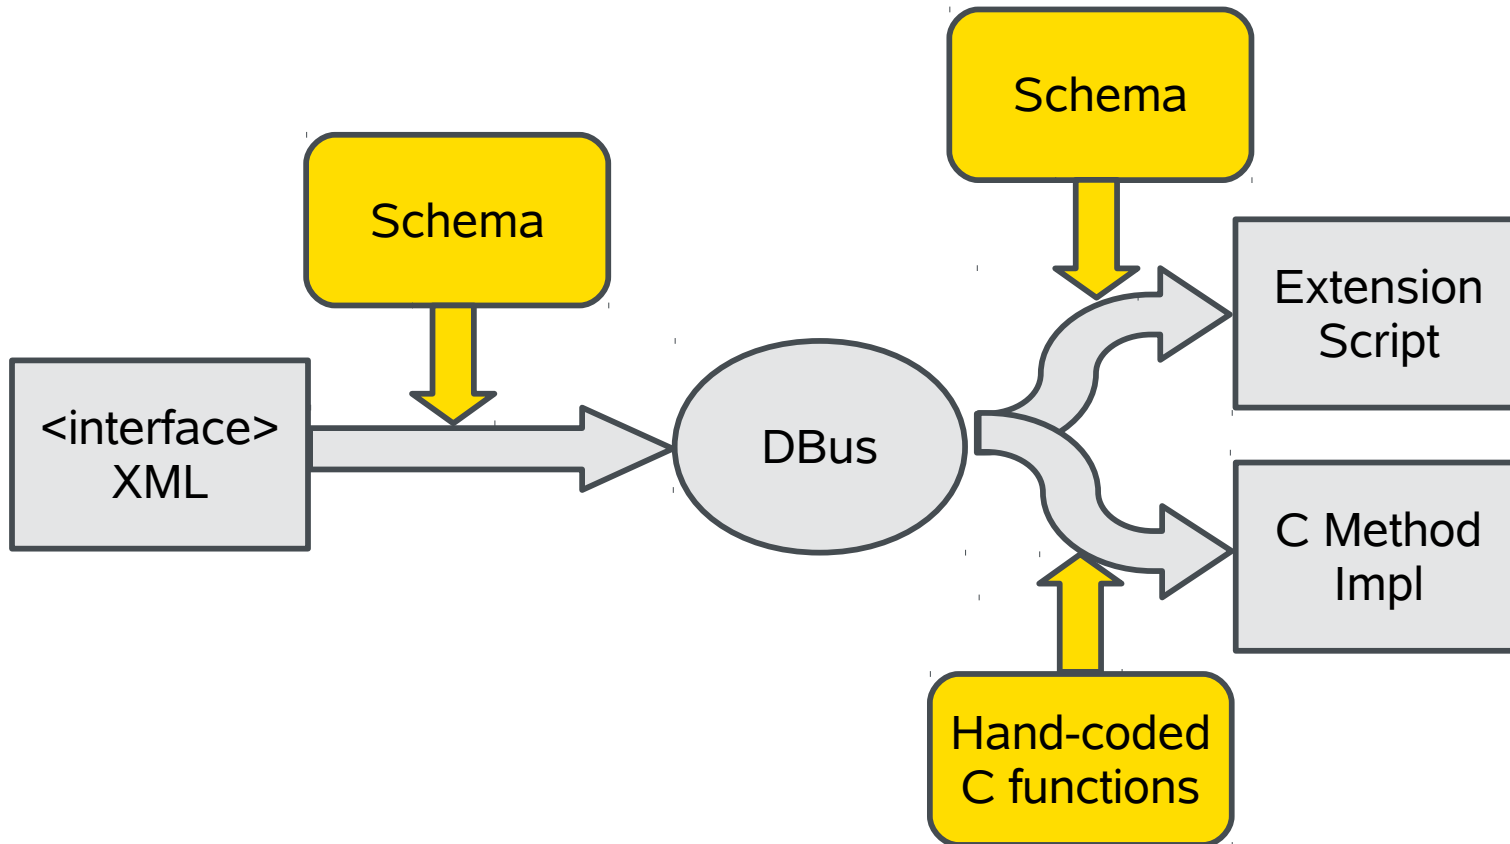 Schema
Schema
Extension
Script
<interface>
XML
DBus
C Method
Impl
Hand-coded
C functions